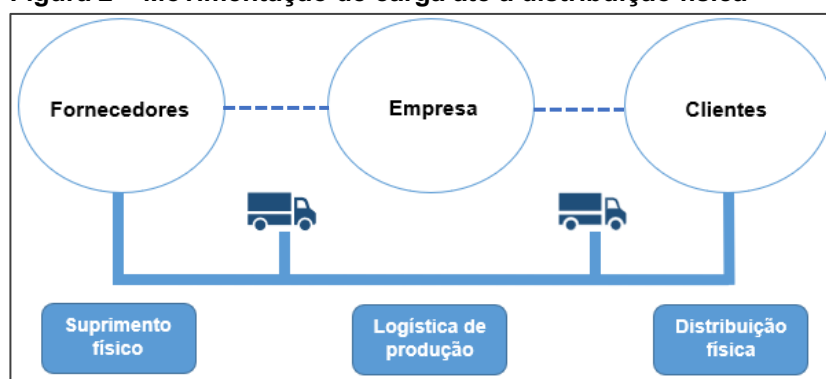 Fornecedores
Empresa
Clientes
Suprimento
físico
Logística de
produção
Distribuição
física